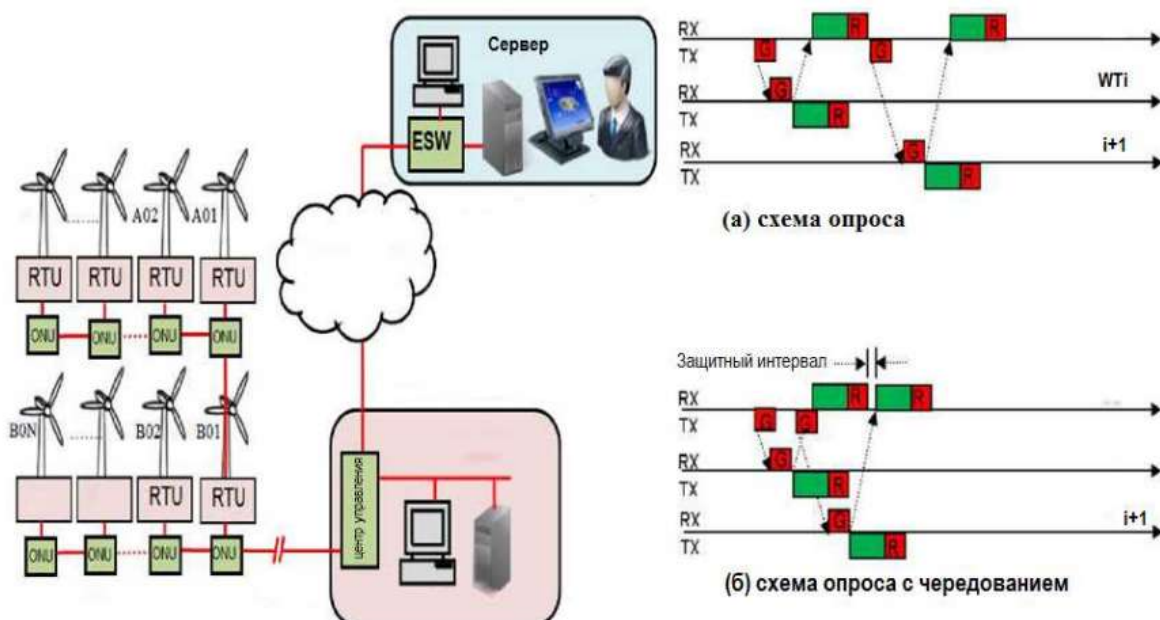 Сервер
ESW
A02 A01
RTU RTU RTU RTU
ONU ONU ONU ONU
B0N B02 B01
RTU RTU
ONU ONU ONU ONU
центр управления
RX
TX
G R G R
RX
TX
WTi
G R
RX
TX
i+1
G R
(а) схема опроса
Защитный интервал
RX
TX
G G R R
RX
TX
G R
RX
TX
i+1
G R
(б) схема опроса с чередованием